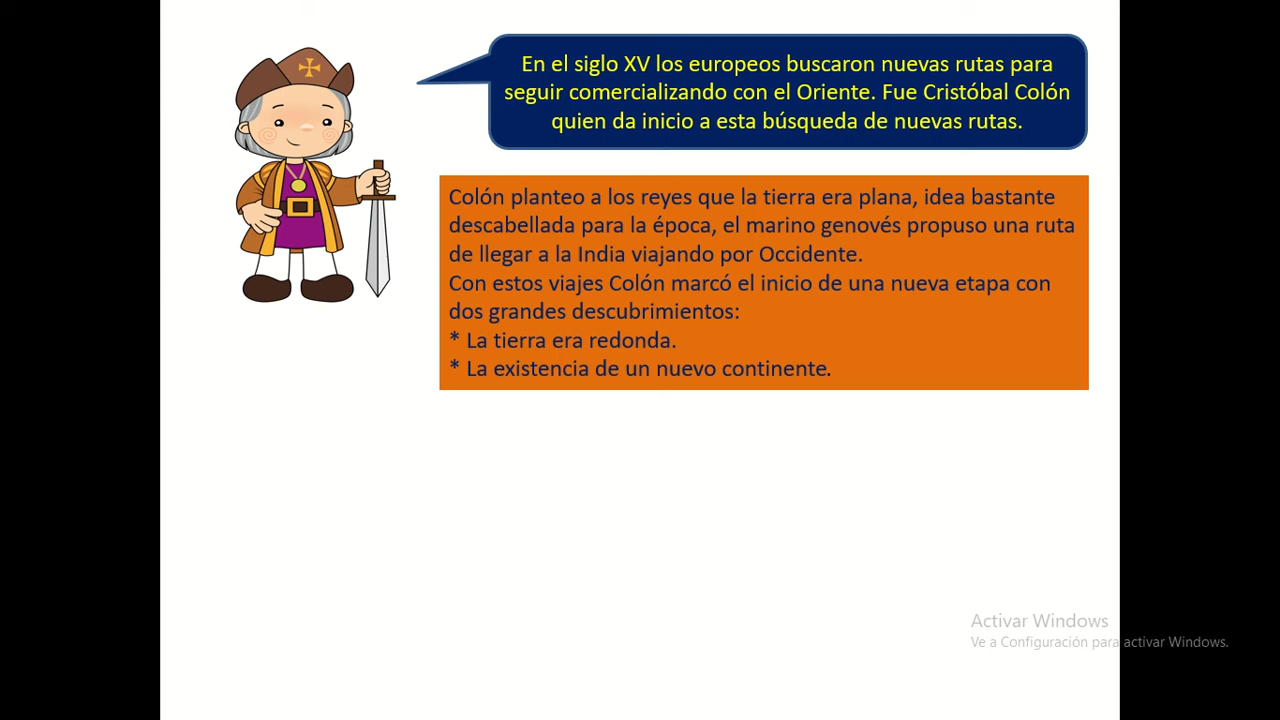 En el siglo XV los europeos buscaron nuevas rutas para
seguir comercializando con el Oriente. Fue Cristóbal Colón
quien da inicio a esta búsqueda de nuevas rutas.
Colón planteo a los reyes que la tierra era plana, idea bastante
descabellada para la época, el marino genovés propuso una ruta
de llegar a la India viajando por Occidente.
Con estos viajes Colón marcó el inicio de una nueva etapa con
dos grandes descubrimientos:
* La tierra era redonda.
* La existencia de un nuevo continente.
Activar Windows
Ve a Configuración para activar Windows.